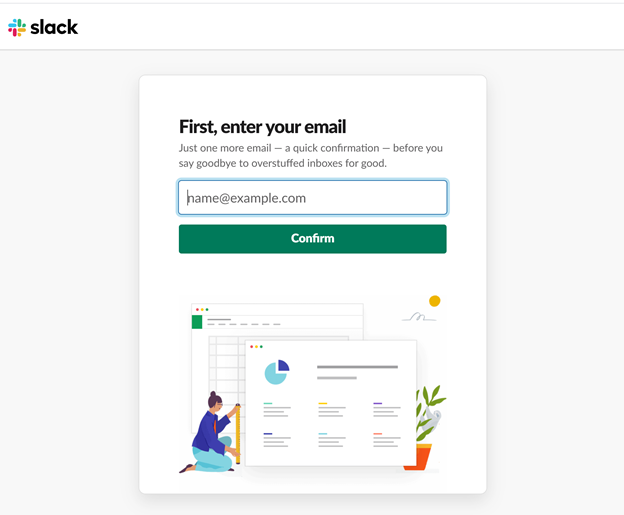 slack
First, enter your email
Just one more email — a quick confirmation — before you
say goodbye to overstuffed inboxes for good.
name@example.com
Confirm